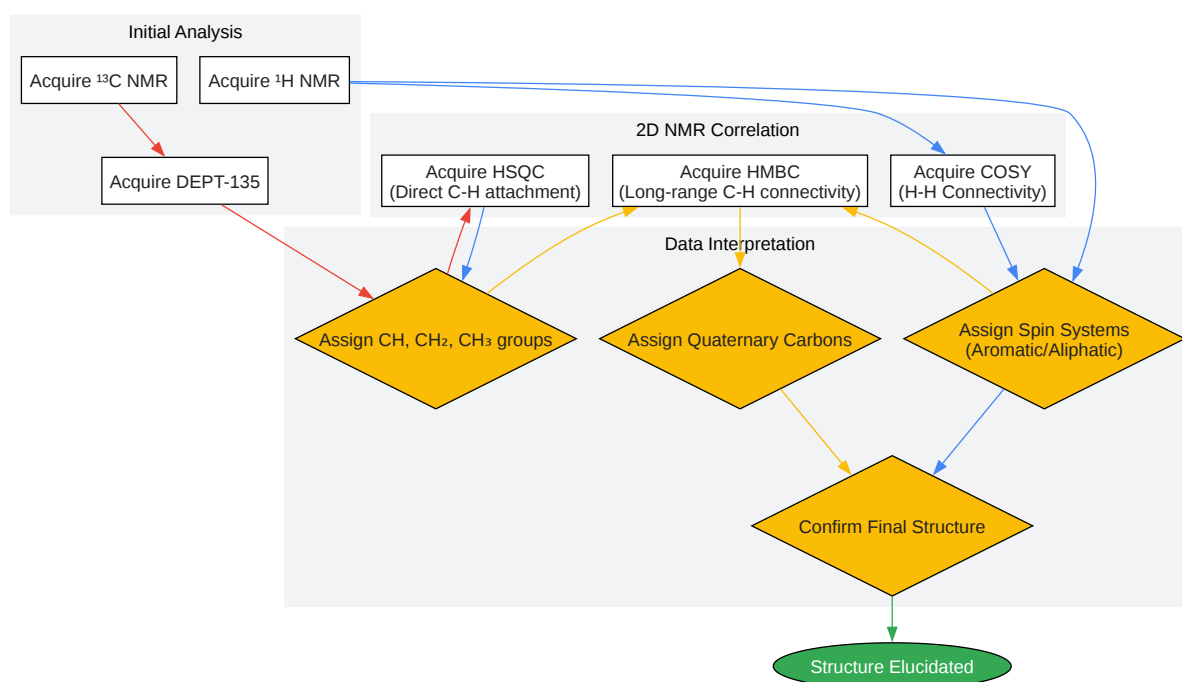 Initial Analysis
Acquire ¹³C NMR
Acquire ¹H NMR
Acquire DEPT-135
2D NMR Correlation
Acquire HSQC
(Direct C-H attachment)
Acquire HMBC
(Long-range C-H connectivity)
Acquire COSY
(H-H Connectivity)
Data Interpretation
Assign CH, CH₂, CH₃ groups
Assign Quaternary Carbons
Assign Spin Systems
(Aromatic/Aliphatic)
Confirm Final Structure
Structure Elucidated